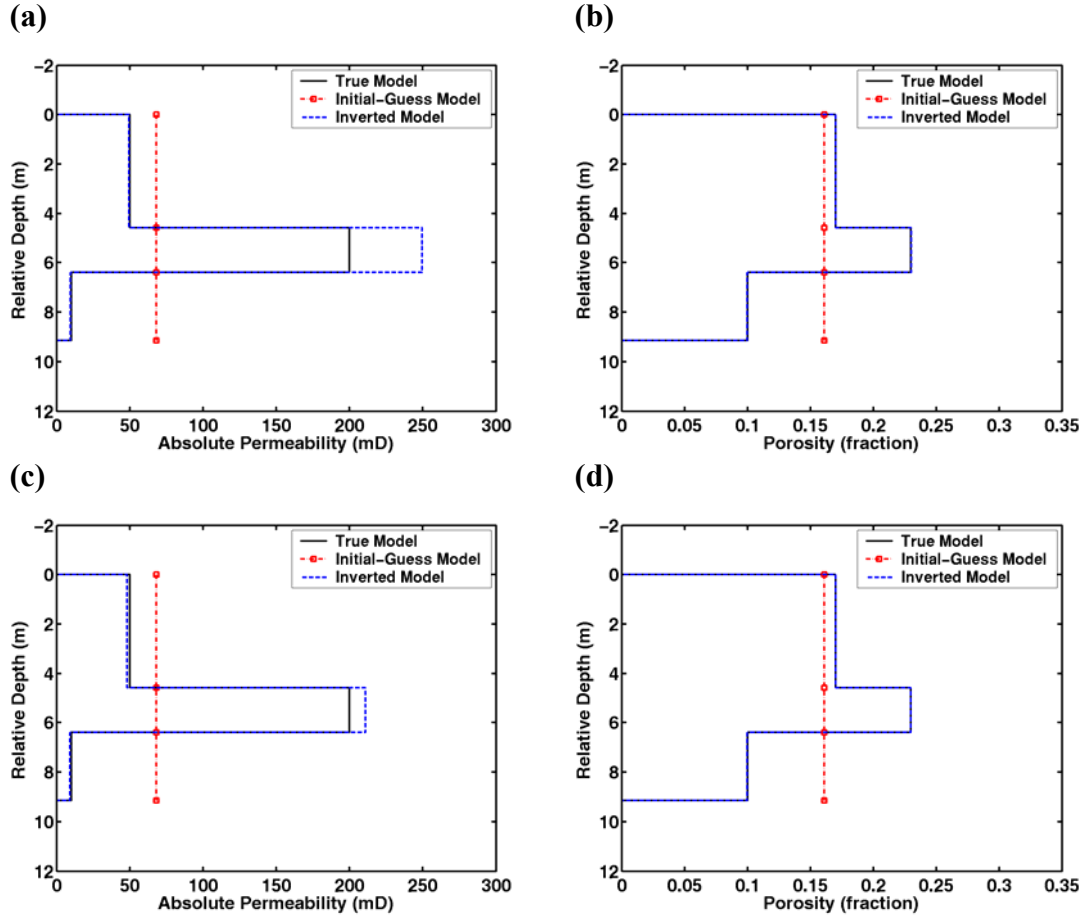 (a)
−2
0
2
4
6
8
10
12
Relative Depth (m)
True Model
Initial−Guess Model
Inverted Model
0 50 100 150 200 250 300
Absolute Permeability (mD)
(b)
−2
0
2
4
6
8
10
12
Relative Depth (m)
True Model
Initial−Guess Model
Inverted Model
0 0.05 0.1 0.15 0.2 0.25 0.3 0.35
Porosity (fraction)
(c)
−2
0
2
4
6
8
10
12
Relative Depth (m)
True Model
Initial−Guess Model
Inverted Model
0 50 100 150 200 250 300
Absolute Permeability (mD)
(d)
−2
0
2
4
6
8
10
12
Relative Depth (m)
True Model
Initial−Guess Model
Inverted Model
0 0.05 0.1 0.15 0.2 0.25 0.3 0.35
Porosity (fraction)